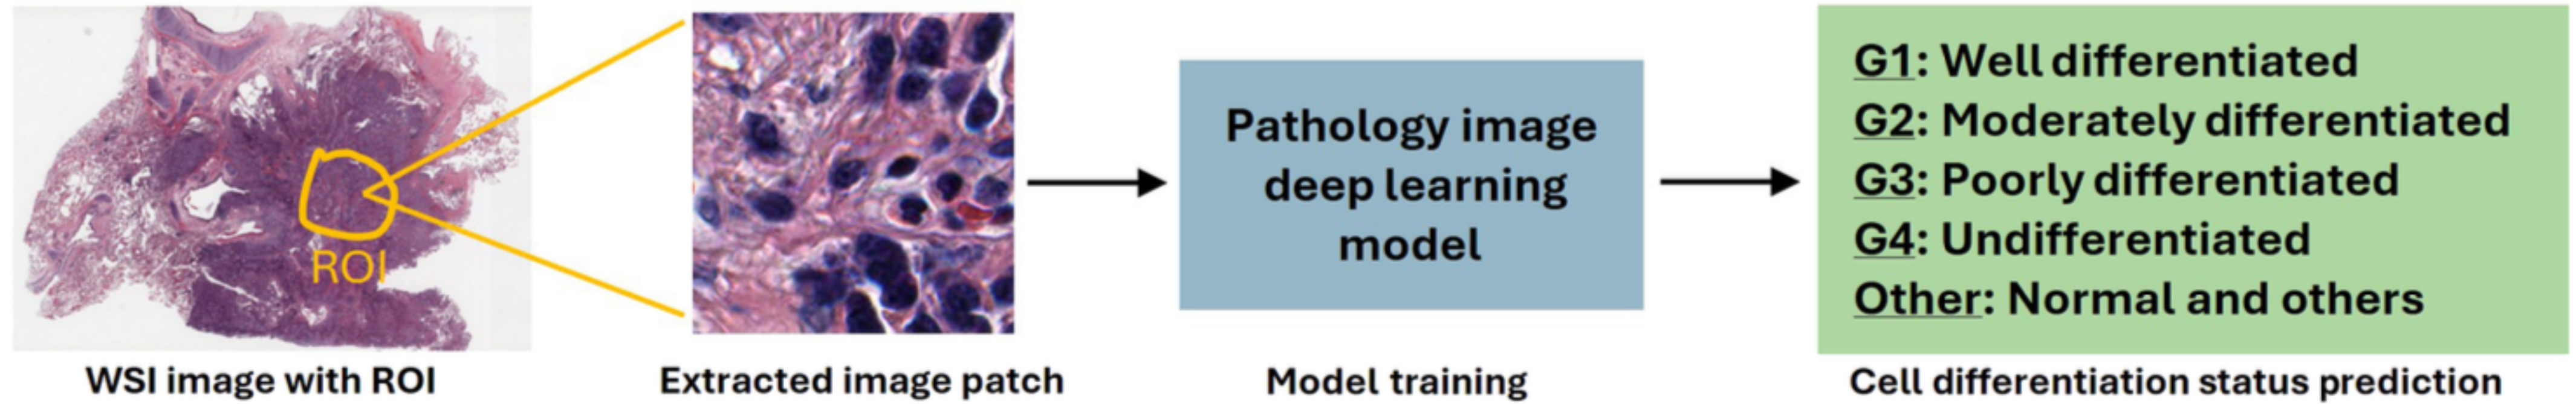 ROI
WSI image with ROI
Extracted image patch
Pathology image
deep learning
model
Model training
G1: Well differentiated
G2: Moderately differentiated
G3: Poorly differentiated
G4: Undifferentiated
Other: Normal and others
Cell differentiation status prediction